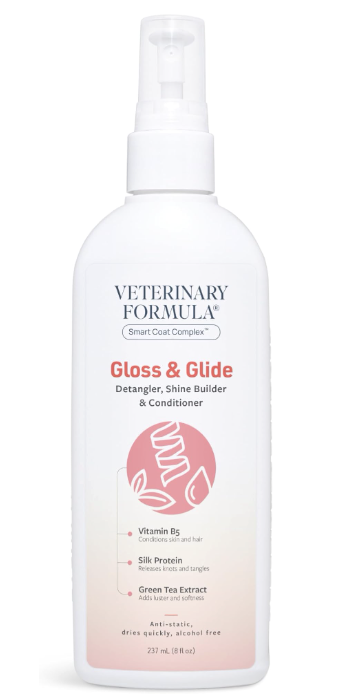 VETERINARY
FORMULA®
Smart Coat Complex™
Gloss & Glide
Detangler, Shine Builder
& Conditioner
Vitamin B5
Conditions skin and hair
Silk Protein
Releases knots and tangles
Green Tea Extract
Adds luster and softness
Anti-static,
dries quickly, alcohol free
237 mL (8 fl oz)